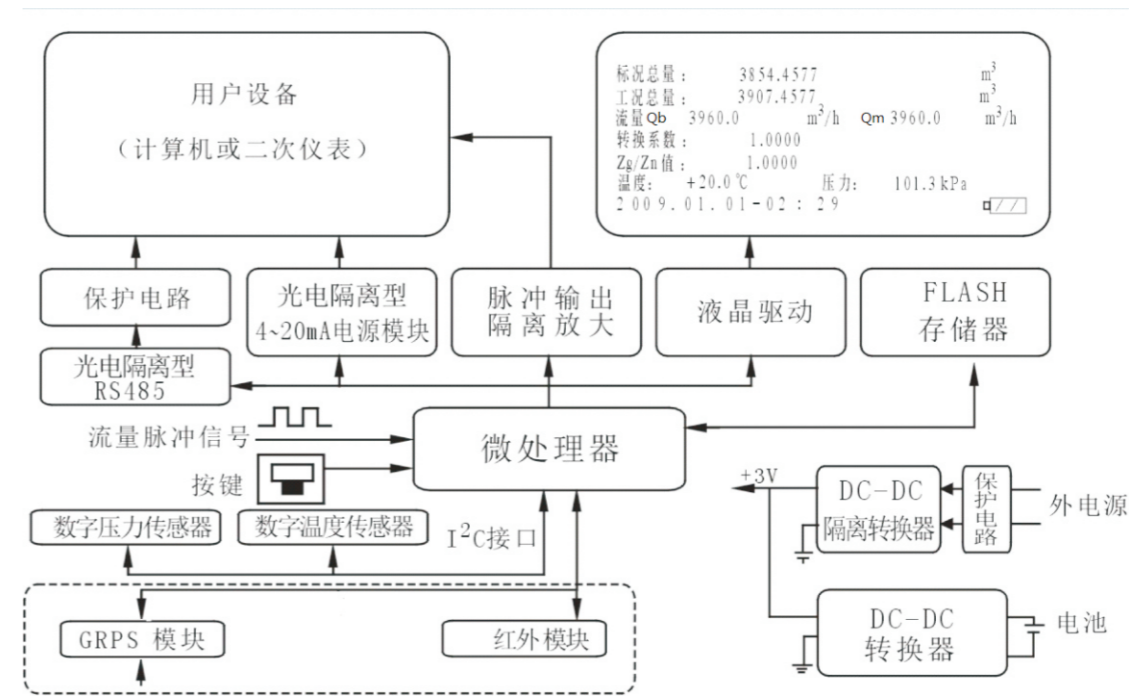 用户设备
（计算机或二次仪表）
标况总量： 3854.4577 m³
工况总量： 3907.4577 m³
流量Qb 3960.0 m³/h Qm 3960.0 m³/h
转换系数： 1.0000
Zg/Zn值： 1.0000
温度： +20.0℃ 压力： 101.3kPa
2009.01.01-02：29
保护电路
光电隔离型
4~20mA电源模块
脉冲输出
隔离放大
液晶驱动
FLASH
存储器
光电隔离型
RS485
流量脉冲信号
微处理器
按键
+3V
DC-DC
隔离转换器
保护电路
外电源
数字压力传感器
数字温度传感器
I²C接口
GRPS 模块
红外模块
DC-DC
转换器
电池